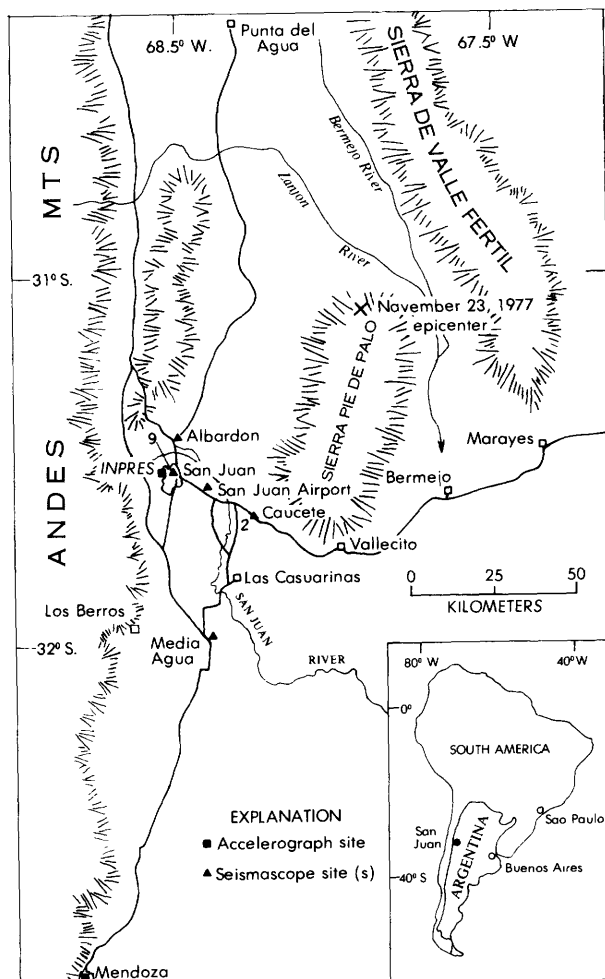 68.5° W.
67.5° W
Punta del
Agua
SIERRA DE VALLE FERTIL
Bermejo River
Lanjon
River
MTS
31° S.
November 23, 1977
epicenter
SIERRA PIE DE PALO
9
Albardon
Marayes
INPRES
San Juan
San Juan Airport
Bermejo
ANDES
2
Caucete
Vallecito
Las Casuarinas
0 25 50
KILOMETERS
Los Berros
SAN JUAN
RIVER
32° S.
Media
Agua
80° W
40° W
0°
SOUTH AMERICA
EXPLANATION
Accelerograph site
Seismascope site (s)
San
Juan
ARGENTINA
Sao Paulo
Buenos Aires
40° S
Mendoza